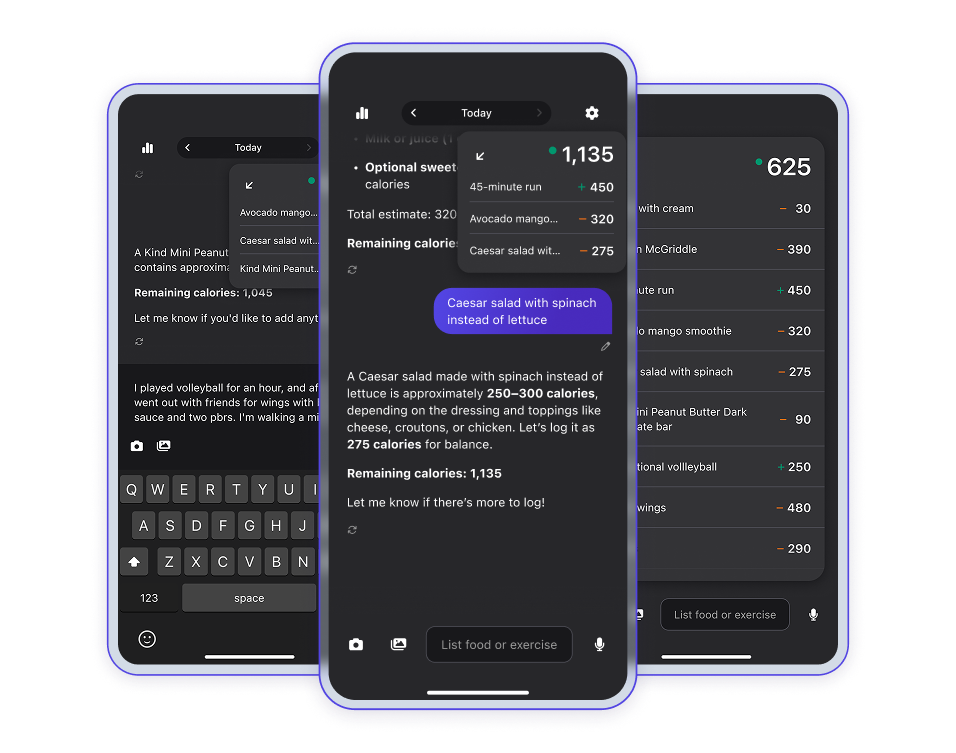 Today
Avocado mango...
Caesar salad wit...
A Kind Mini Peanut
contains approxima
Kind Mini Peanut...
Remaining calories: 1,045
Let me know if you'd like to add anyt
I played volleyball for an hour, and af
went out with friends for wings with
sauce and two pbrs. I'm walking a mi
Q W E R T Y U I
A S D F G H J
Z X C V B N
123 space
Today
Milk or juice (1
Optional sweet
calories
Total estimate: 320
Remaining calories
1,135
45-minute run + 450
Avocado mango... − 320
Caesar salad wit... − 275
Caesar salad with spinach
instead of lettuce
A Caesar salad made with spinach instead of
lettuce is approximately 250–300 calories,
depending on the dressing and toppings like
cheese, croutons, or chicken. Let's log it as
275 calories for balance.
Remaining calories: 1,135
Let me know if there's more to log!
List food or exercise
625
with cream − 30
n McGriddle − 390
ute run + 450
o mango smoothie − 320
salad with spinach − 275
ini Peanut Butter Dark
ate bar − 90
tional vollleyball + 250
wings − 480
− 290
List food or exercise